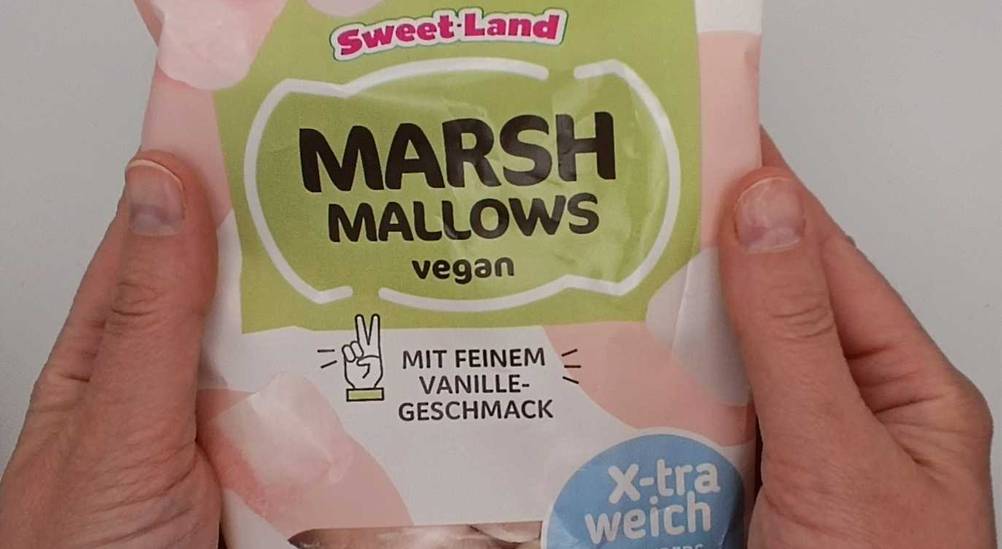 Sweet-Land
MARSH
MALLOWS
vegan
MIT FEINEM
VANILLE-
GESCHMACK
x-tra
weich